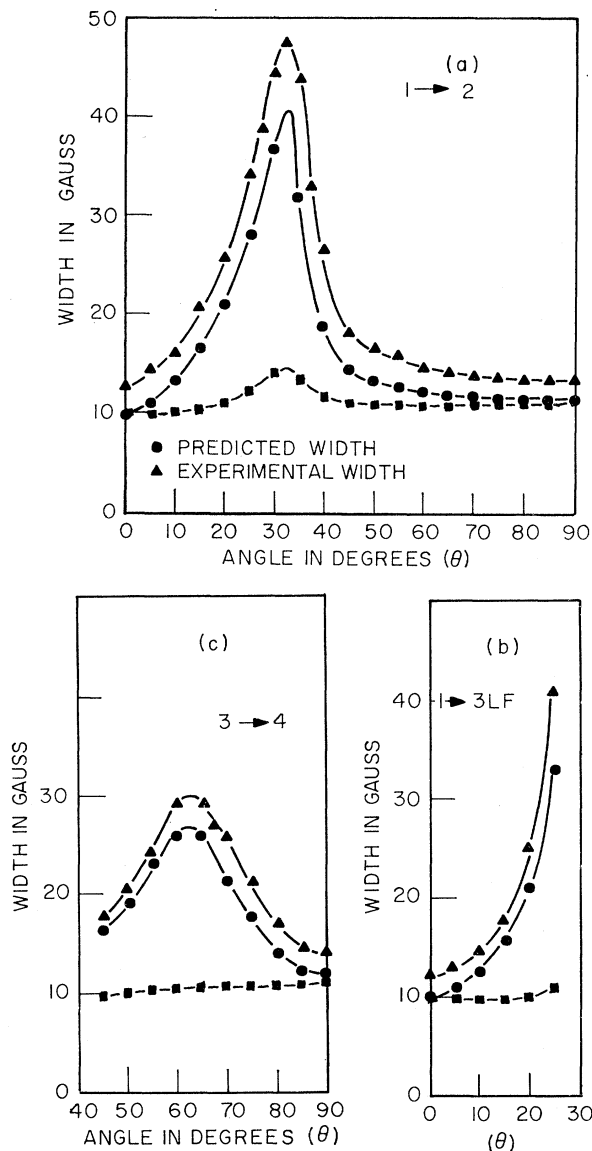 50
40
30
20
10
0
WIDTH IN GAUSS
(a)
1 → 2
● PREDICTED WIDTH
▲ EXPERIMENTAL WIDTH
0 10 20 30 40 50 60 70 80 90
ANGLE IN DEGREES (θ)
(c)
3 → 4
30
20
10
0
WIDTH IN GAUSS
40 50 60 70 80 90
ANGLE IN DEGREES (θ)
(b)
1 → 3LF
40
30
20
10
0
WIDTH IN GAUSS
0 10 20 30
(θ)